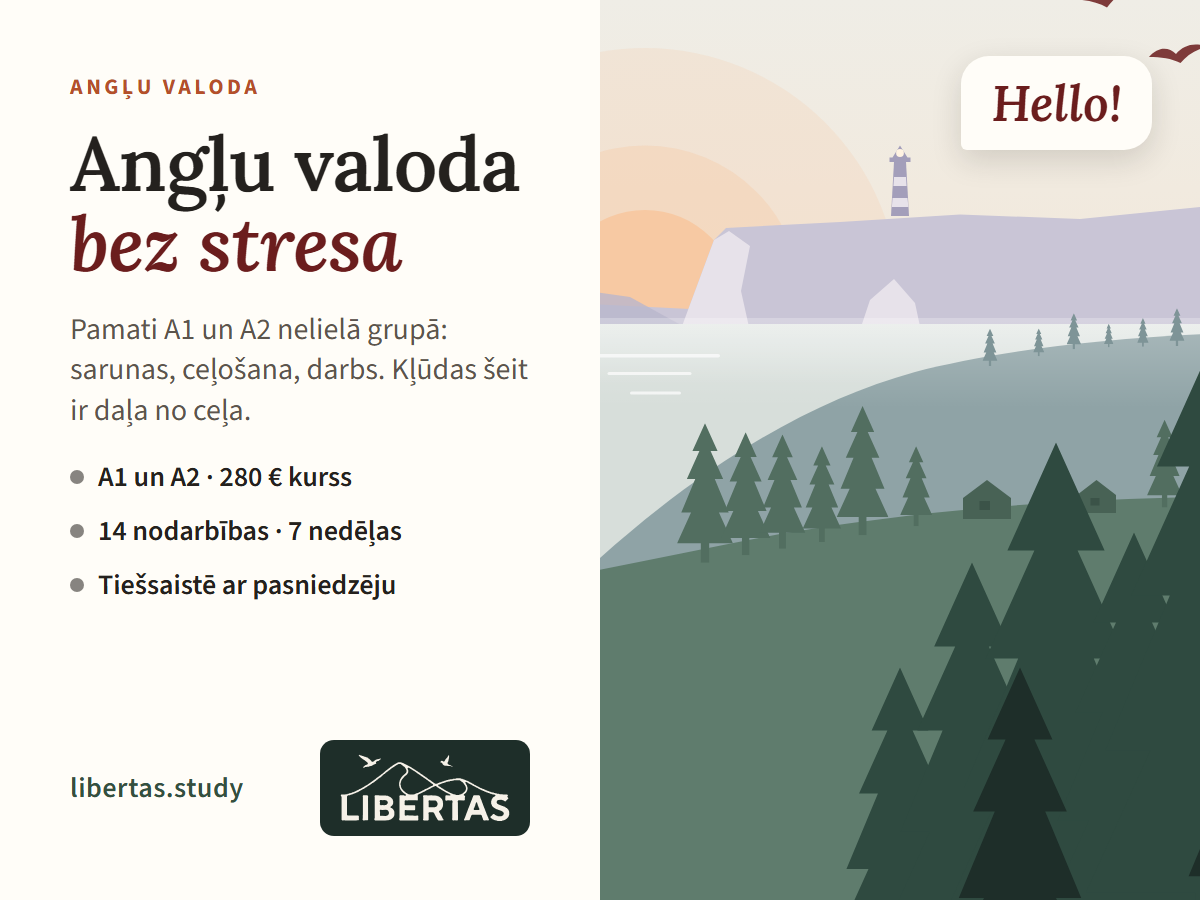 ANGĻU VALODA
Angļu valoda
bez stresa
Pamati A1 un A2 nelielā grupā:
sarunas, ceļošana, darbs. Kļūdas šeit
ir daļa no ceļa.
A1 un A2 · 280 € kurss
14 nodarbības · 7 nedēļas
Tiešsaistē ar pasniedzēju
libertas.study
LIBERTAS
Hello!